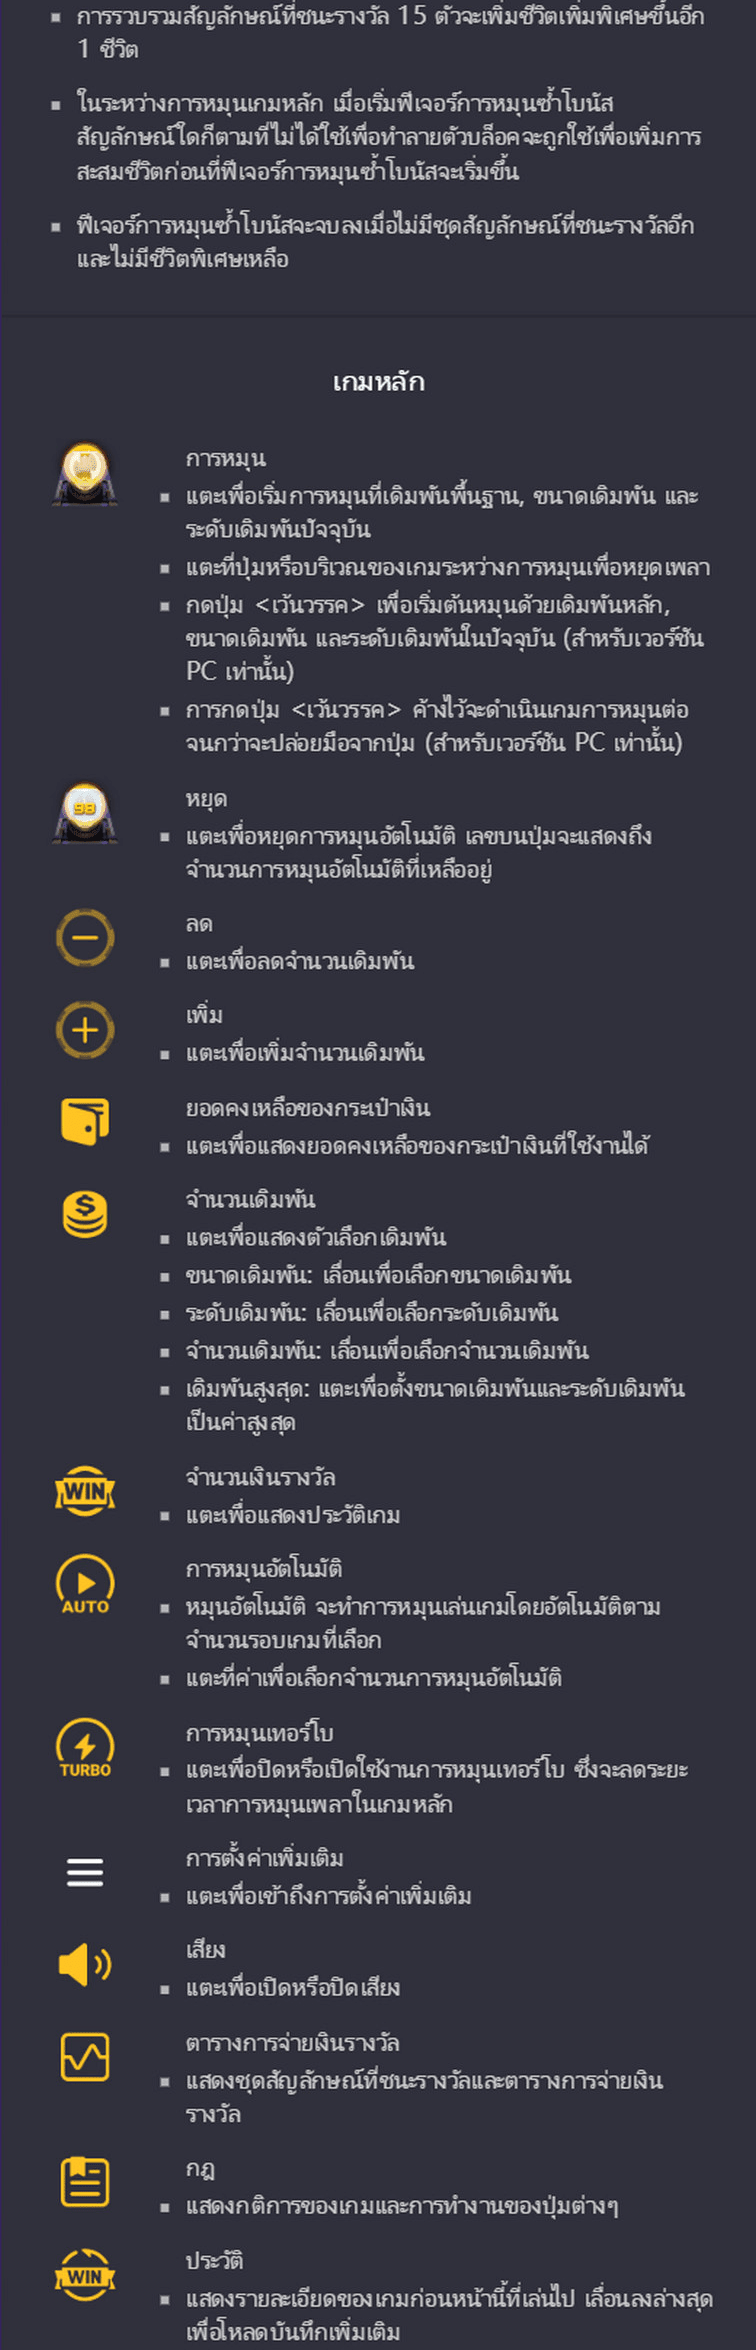 การรวบรวมสัญลักษณ์ที่ชนะรางวัล 15 ตัวจะเพิ่มชีวิตเพิ่มพิเศษขึ้นอีก
1 ชีวิต
ในระหว่างการหมุนเกมหลัก เมื่อเริ่มฟีเจอร์การหมุนซ้ำโบนัส
สัญลักษณ์ใดก็ตามที่ไม่ได้ใช้เพื่อทำลายตัวบล็อคจะถูกใช้เพื่อเพิ่มการ
สะสมชีวิตก่อนที่ฟีเจอร์การหมุนซ้ำโบนัสจะเริ่มขึ้น
ฟีเจอร์การหมุนซ้ำโบนัสจะจบลงเมื่อไม่มีชุดสัญลักษณ์ที่ชนะรางวัลอีก
และไม่มีชีวิตพิเศษเหลือ
เกมหลัก
การหมุน
แตะเพื่อเริ่มการหมุนที่เดิมพันพื้นฐาน, ขนาดเดิมพัน และ
ระดับเดิมพันปัจจุบัน
แตะที่ปุ่มหรือบริเวณของเกมระหว่างการหมุนเพื่อหยุดเพลา
กดปุ่ม <เว้นวรรค> เพื่อเริ่มต้นหมุนด้วยเดิมพันหลัก,
ขนาดเดิมพัน และระดับเดิมพันในปัจจุบัน (สำหรับเวอร์ชัน
PC เท่านั้น)
การกดปุ่ม <เว้นวรรค> ค้างไว้จะดำเนินเกมการหมุนต่อ
จนกว่าจะปล่อยมือจากปุ่ม (สำหรับเวอร์ชัน PC เท่านั้น)
98
หยุด
แตะเพื่อหยุดการหมุนอัตโนมัติ เลขบนปุ่มจะแสดงถึง
จำนวนการหมุนอัตโนมัติที่เหลืออยู่
ลด
แตะเพื่อลดจำนวนเดิมพัน
เพิ่ม
แตะเพื่อเพิ่มจำนวนเดิมพัน
ยอดคงเหลือของกระเป๋าเงิน
แตะเพื่อแสดงยอดคงเหลือของกระเป๋าเงินที่ใช้งานได้
จำนวนเดิมพัน
แตะเพื่อแสดงตัวเลือกเดิมพัน
ขนาดเดิมพัน: เลื่อนเพื่อเลือกขนาดเดิมพัน
ระดับเดิมพัน: เลื่อนเพื่อเลือกระดับเดิมพัน
จำนวนเดิมพัน: เลื่อนเพื่อเลือกจำนวนเดิมพัน
เดิมพันสูงสุด: แตะเพื่อตั้งขนาดเดิมพันและระดับเดิมพัน
เป็นค่าสูงสุด
WIN
จำนวนเงินรางวัล
แตะเพื่อแสดงประวัติเกม
AUTO
การหมุนอัตโนมัติ
หมุนอัตโนมัติ จะทำการหมุนเล่นเกมโดยอัตโนมัติตาม
จำนวนรอบเกมที่เลือก
แตะที่ค่าเพื่อเลือกจำนวนการหมุนอัตโนมัติ
TURBO
การหมุนเทอร์โบ
แตะเพื่อปิดหรือเปิดใช้งานการหมุนเทอร์โบ ซึ่งจะลดระยะ
เวลาการหมุนเพลาในเกมหลัก
การตั้งค่าเพิ่มเติม
แตะเพื่อเข้าถึงการตั้งค่าเพิ่มเติม
เสียง
แตะเพื่อเปิดหรือปิดเสียง
ตารางการจ่ายเงินรางวัล
แสดงชุดสัญลักษณ์ที่ชนะรางวัลและตารางการจ่ายเงิน
รางวัล
กฎ
แสดงกติการของเกมและการทำงานของปุ่มต่างๆ
WIN
ประวัติ
แสดงรายละเอียดของเกมก่อนหน้านี้ที่เล่นไป เลื่อนลงล่างสุด
เพื่อโหลดบันทึกเพิ่มเติม